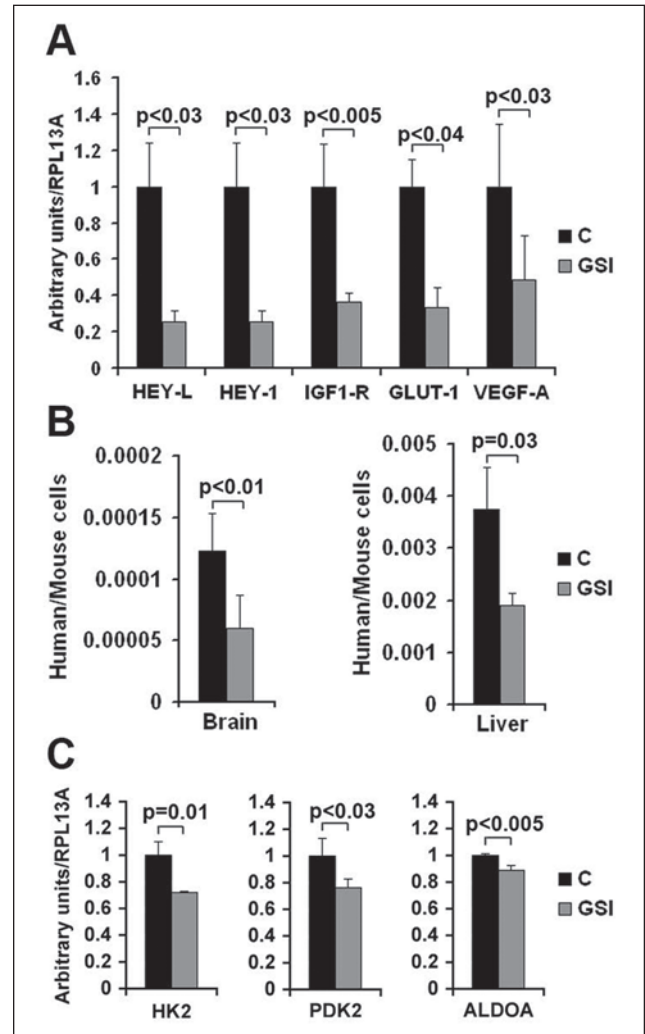 A
Arbitrary units/RPL13A
1.6
1.4
1.2
1
0.8
0.6
0.4
0.2
0
p<0.03
p<0.03
p<0.005
p<0.04
p<0.03
C
GSI
HEY-L HEY-1 IGF1-R GLUT-1 VEGF-A
B
Human/Mouse cells
0.0002
0.00015
0.0001
0.00005
0
p<0.01
Brain
Human/Mouse cells
0.005
0.004
0.003
0.002
0.001
0
p=0.03
Liver
C
GSI
C
Arbitrary units/RPL13A
1.4
1.2
1
0.8
0.6
0.4
0.2
0
p=0.01
HK2
1.4
1.2
1
0.8
0.6
0.4
0.2
0
p<0.03
PDK2
1.4
1.2
1
0.8
0.6
0.4
0.2
0
p<0.005
ALDOA
C
GSI